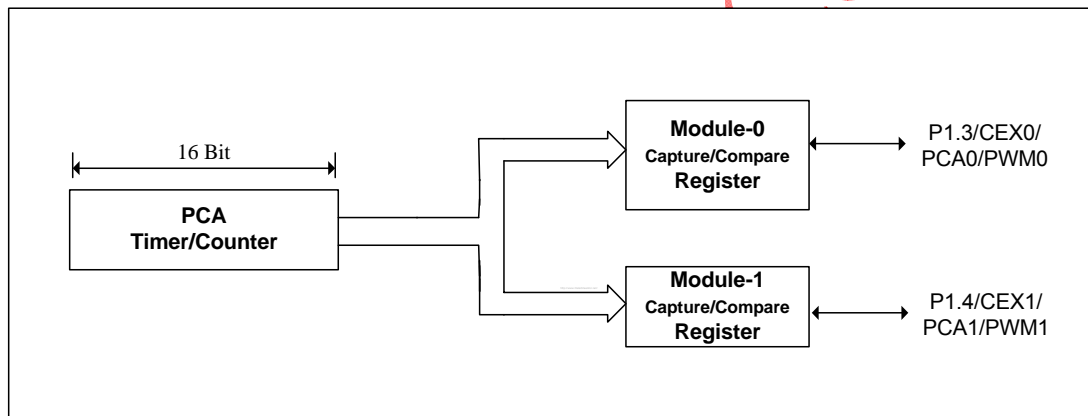 16 Bit
PCA
Timer/Counter
Module-0
Capture/Compare
Register
P1.3/CEX0/
PCA0/PWM0
Module-1
Capture/Compare
Register
P1.4/CEX1/
PCA1/PWM1